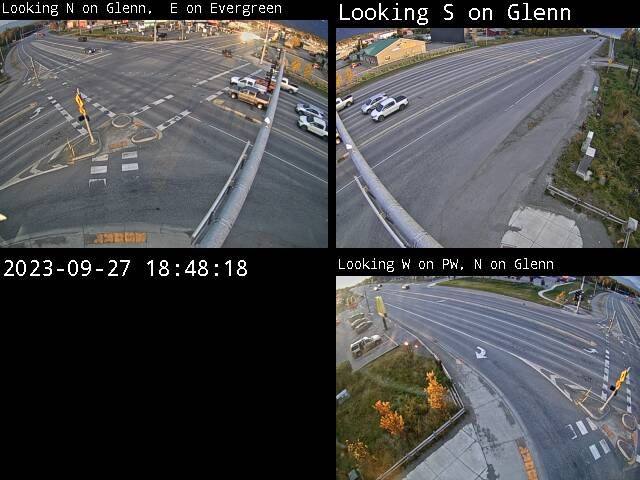 Looking N on Glenn, E on Evergreen
Looking S on Glenn
2023-09-27 18:48:18
Looking W on PW, N on Glenn